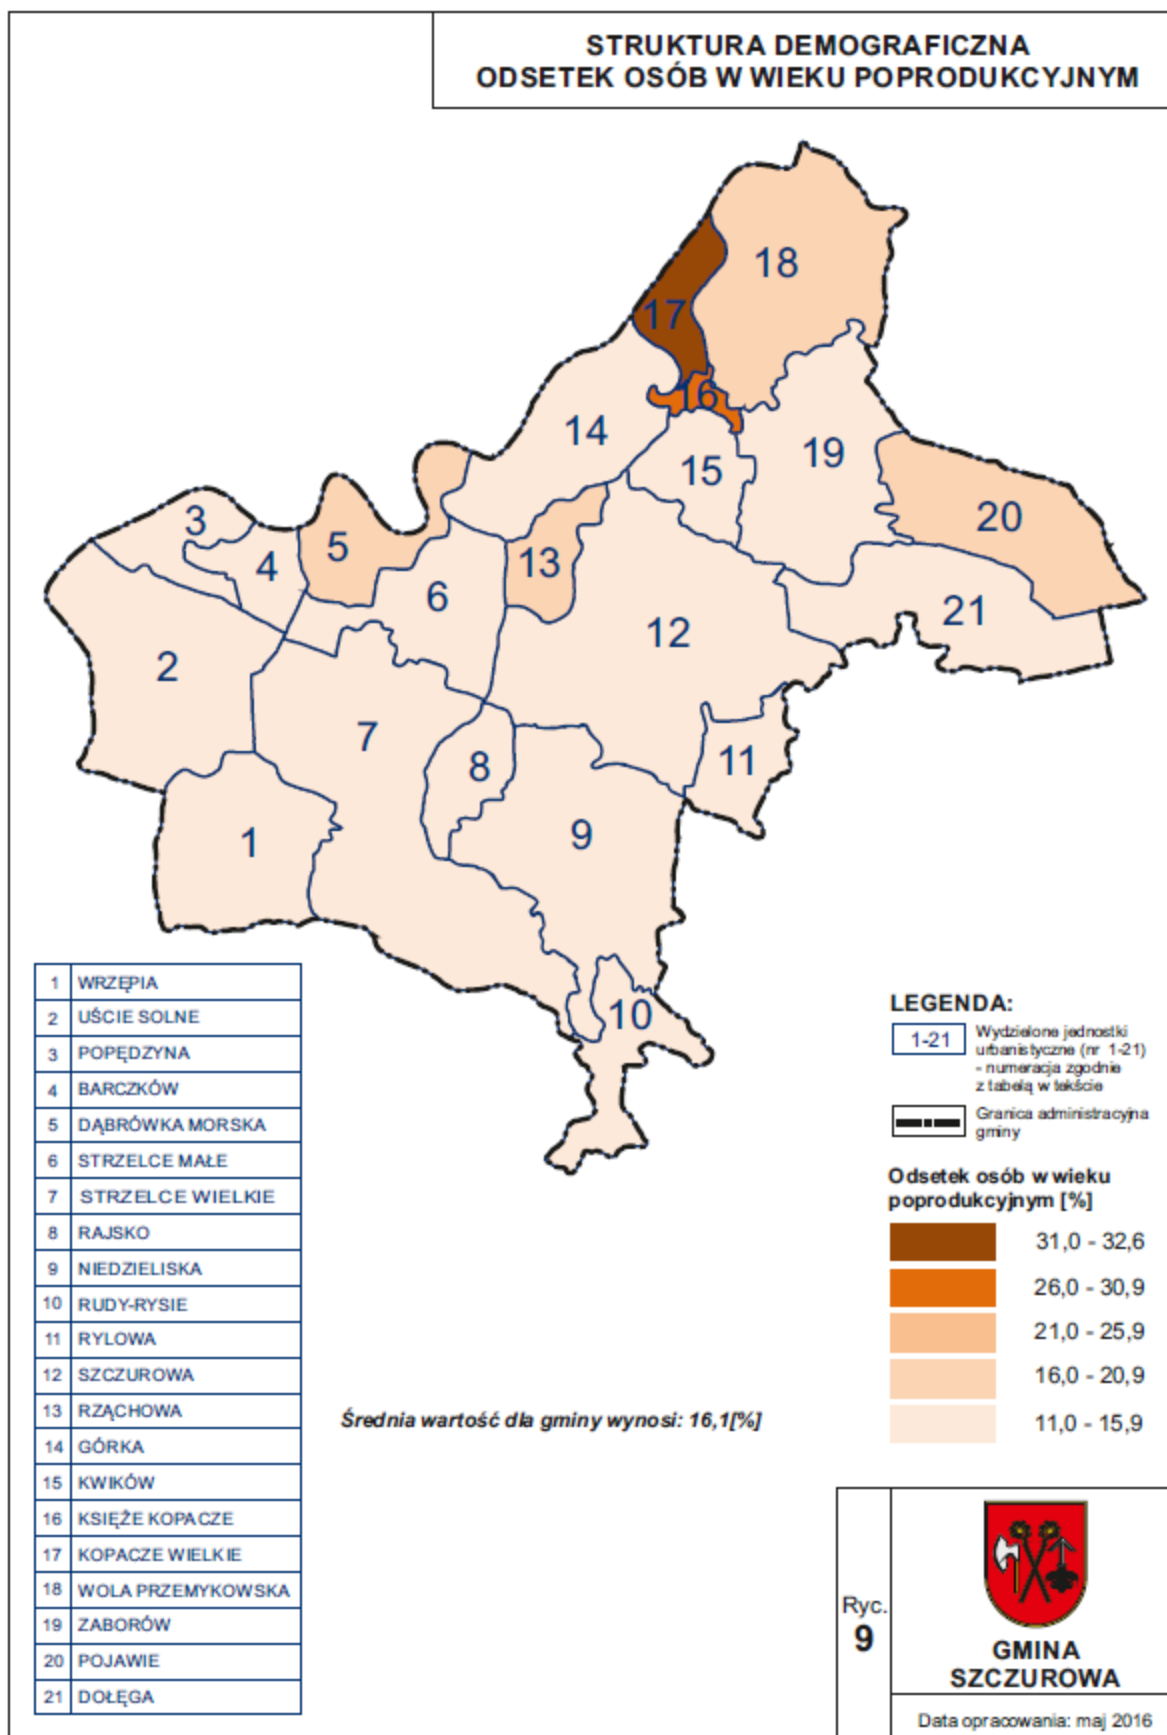 STRUKTURA DEMOGRAFICZNA
ODSETEK OSÓB W WIEKU POPRODUKCYJNYM
18
17
16
14
19
15
3
20
5
13
4
6
21
12
2
7
11
8
9
1
10
1 WRZĘPIA
2 UŚCIE SOLNE
3 POPĘDZYNA
4 BARCZKÓW
5 DĄBRÓWKA MORSKA
6 STRZELCE MAŁE
7 STRZELCE WIELKIE
8 RAJSKO
9 NIEDZIELISKA
10 RUDY-RYSIE
11 RYLOWA
12 SZCZUROWA
13 RZĄCHOWA
14 GÓRKA
15 KWIKÓW
16 KSIĘŻE KOPACZE
17 KOPACZE WIELKIE
18 WOLA PRZEMYKOWSKA
19 ZABORÓW
20 POJAWIE
21 DOŁĘGA
Średnia wartość dla gminy wynosi: 16,1[%]
LEGENDA:
1-21 Wydzielone jednostki
urbanistyczne (nr 1-21)
- numeracja zgodnie
z tabelą w tekście
Granica administracyjna
gminy
Odsetek osób w wieku
poprodukcyjnym [%]
31,0 - 32,6
26,0 - 30,9
21,0 - 25,9
16,0 - 20,9
11,0 - 15,9
Ryc.
9
GMINA
SZCZUROWA
Data opracowania: maj 2016